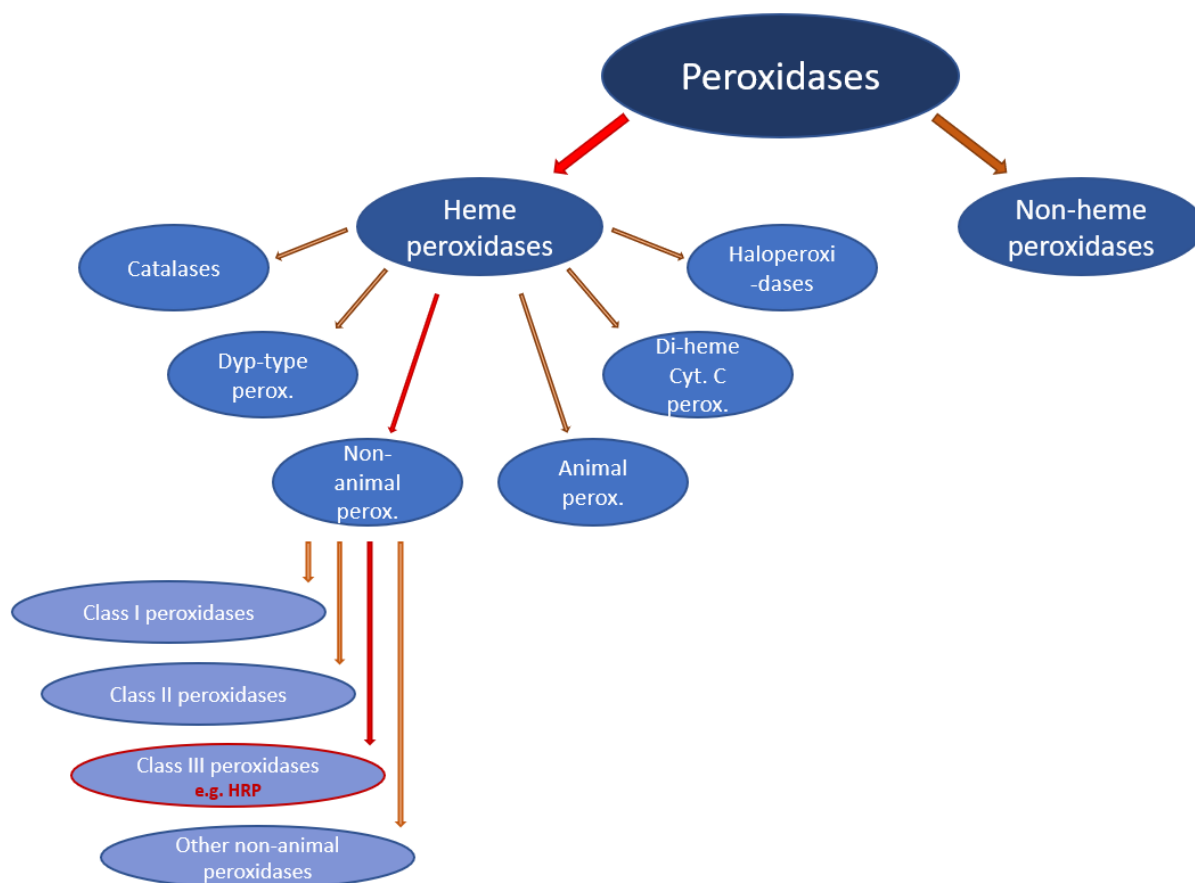 Peroxidases
Heme
peroxidases
Non-heme
peroxidases
Catalases
Haloperoxi
-dases
Dyp-type
perox.
Di-heme
Cyt. C
perox.
Non-
animal
perox.
Animal
perox.
Class I peroxidases
Class II peroxidases
Class III peroxidases
e.g. HRP
Other non-animal
peroxidases